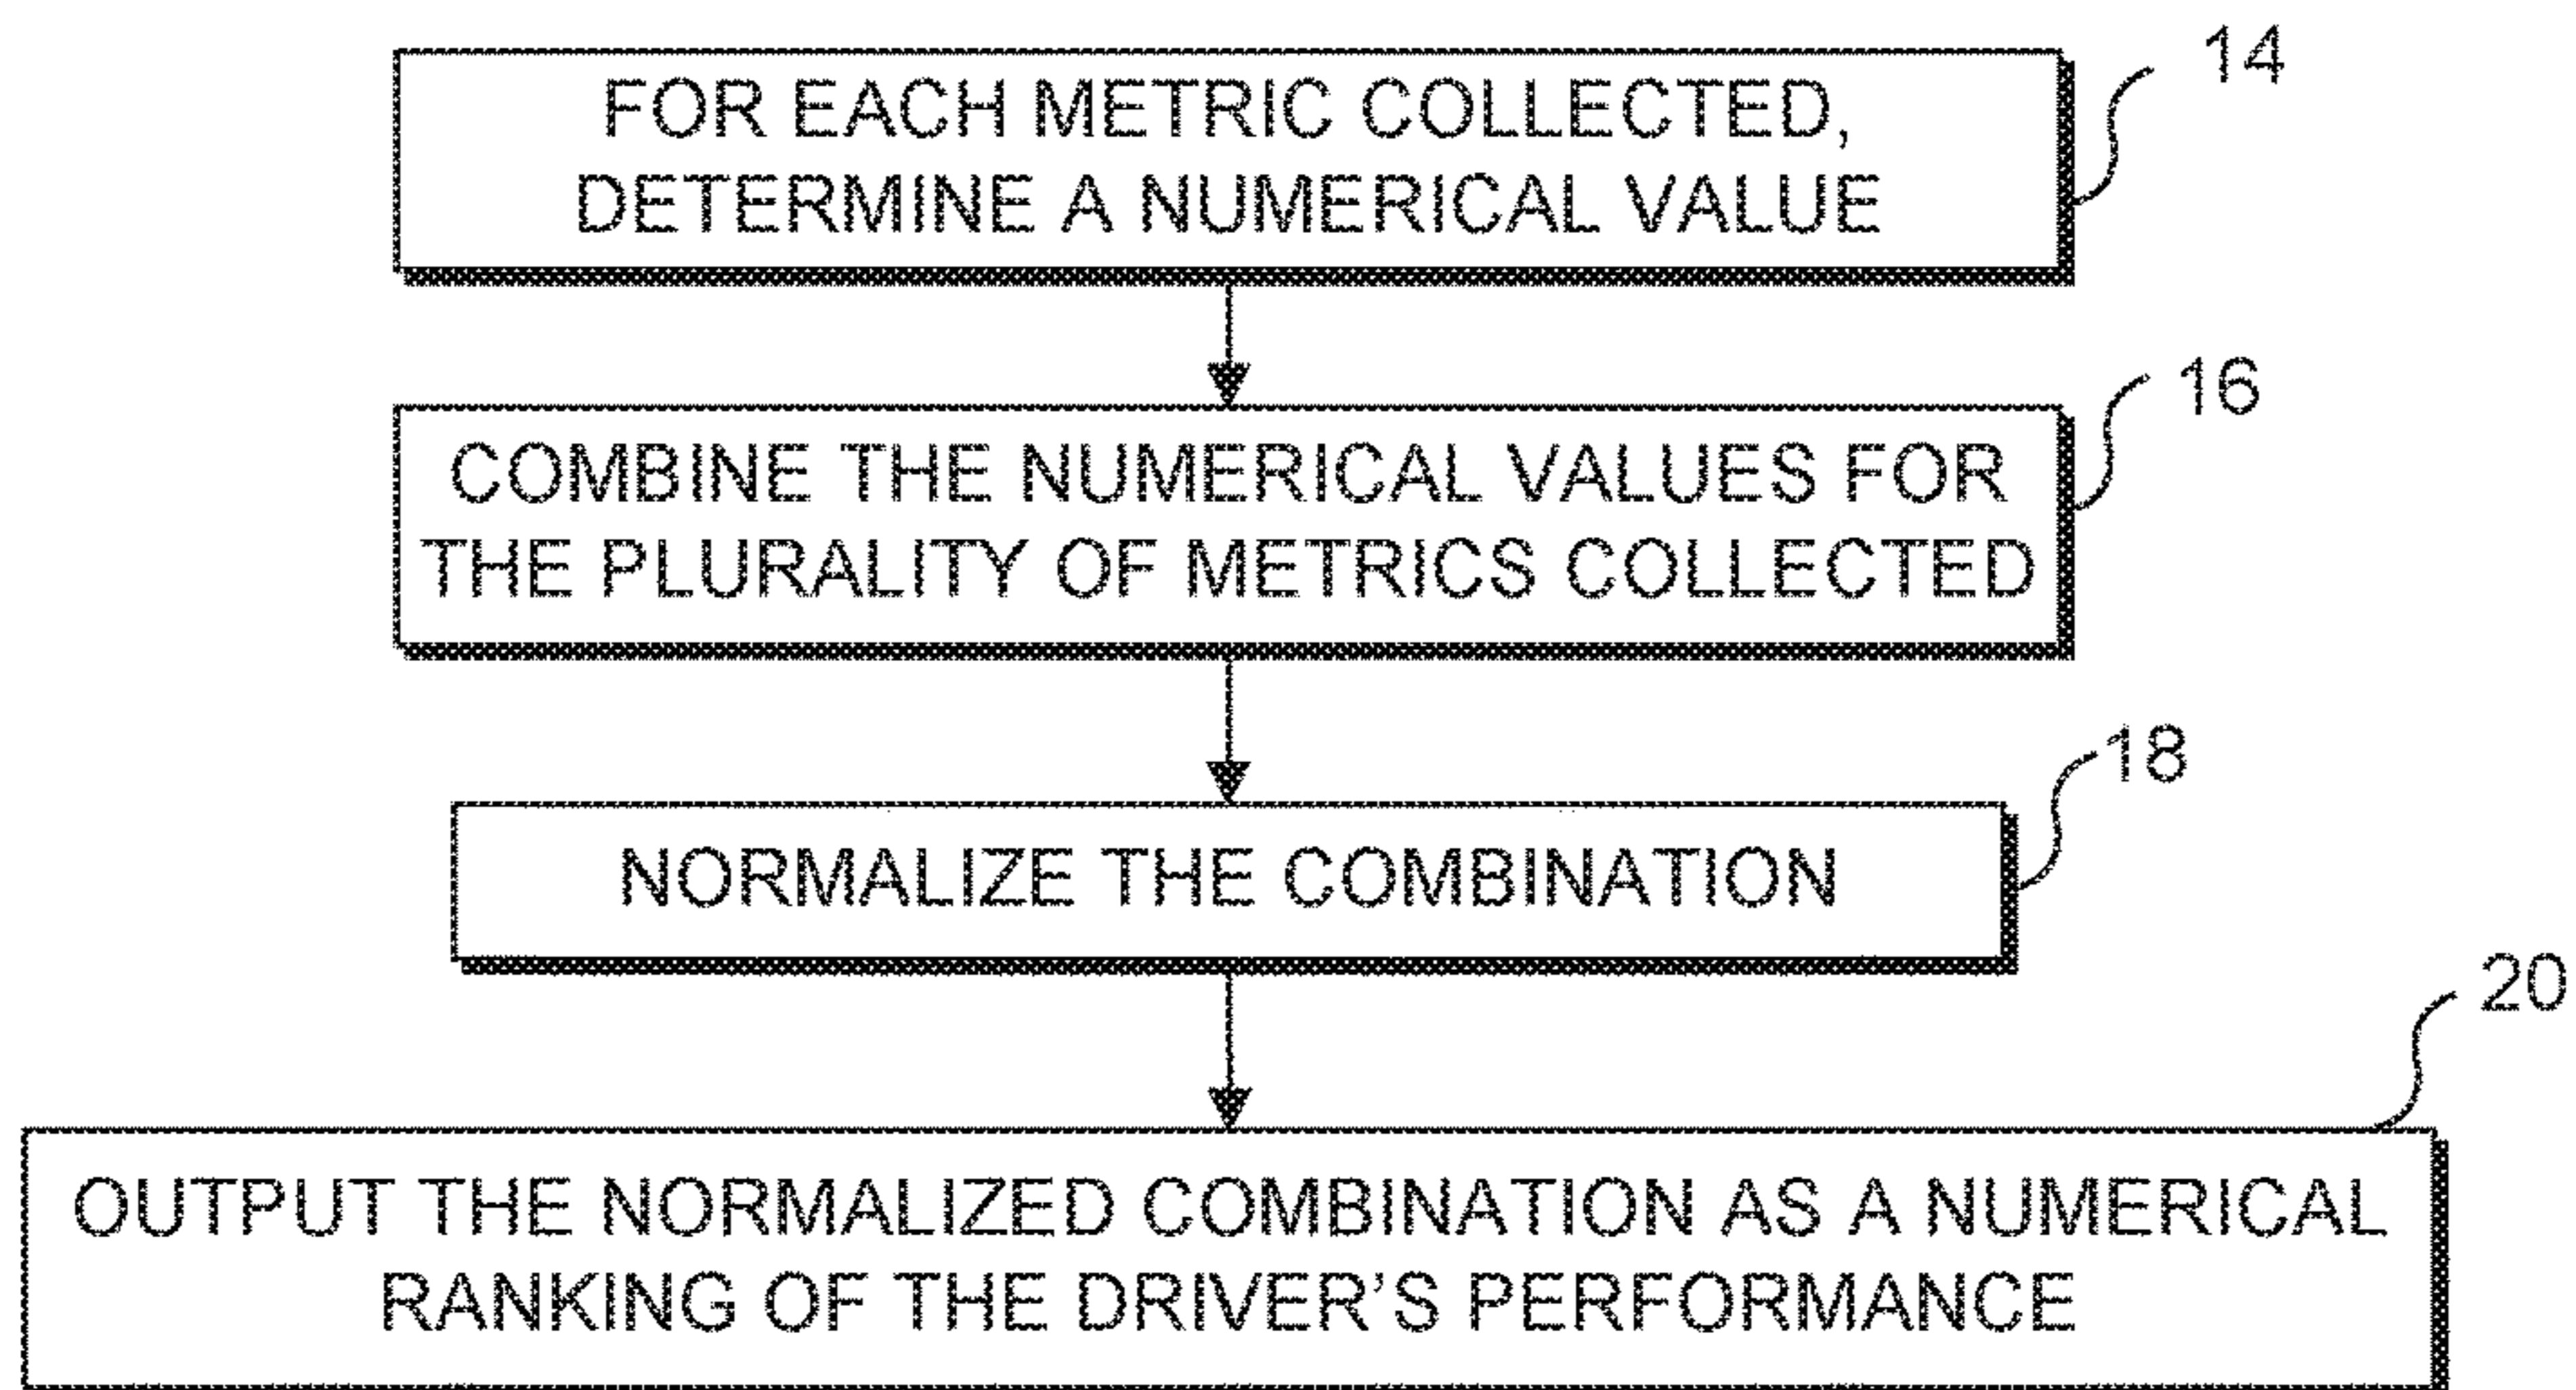 14
FOR EACH METRIC COLLECTED,
DETERMINE A NUMERICAL VALUE
16
COMBINE THE NUMERICAL VALUES FOR
THE PLURALITY OF METRICS COLLECTED
18
NORMALIZE THE COMBINATION
20
OUTPUT THE NORMALIZED COMBINATION AS A NUMERICAL
RANKING OF THE DRIVER'S PERFORMANCE